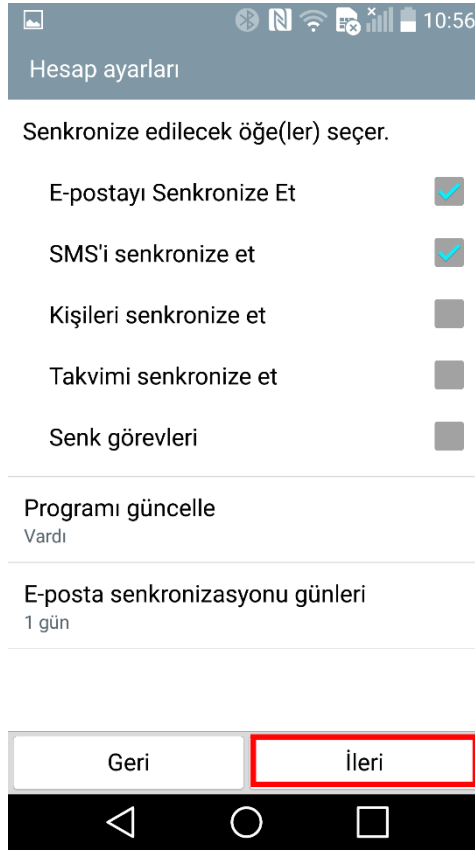 10:56
Hesap ayarları
Senkronize edilecek öğe(ler) seçer.
E-postayı Senkronize Et
SMS'i senkronize et
Kişileri senkronize et
Takvimi senkronize et
Senk görevleri
Programı güncelle
Vardı
E-posta senkronizasyonu günleri
1 gün
Geri İleri